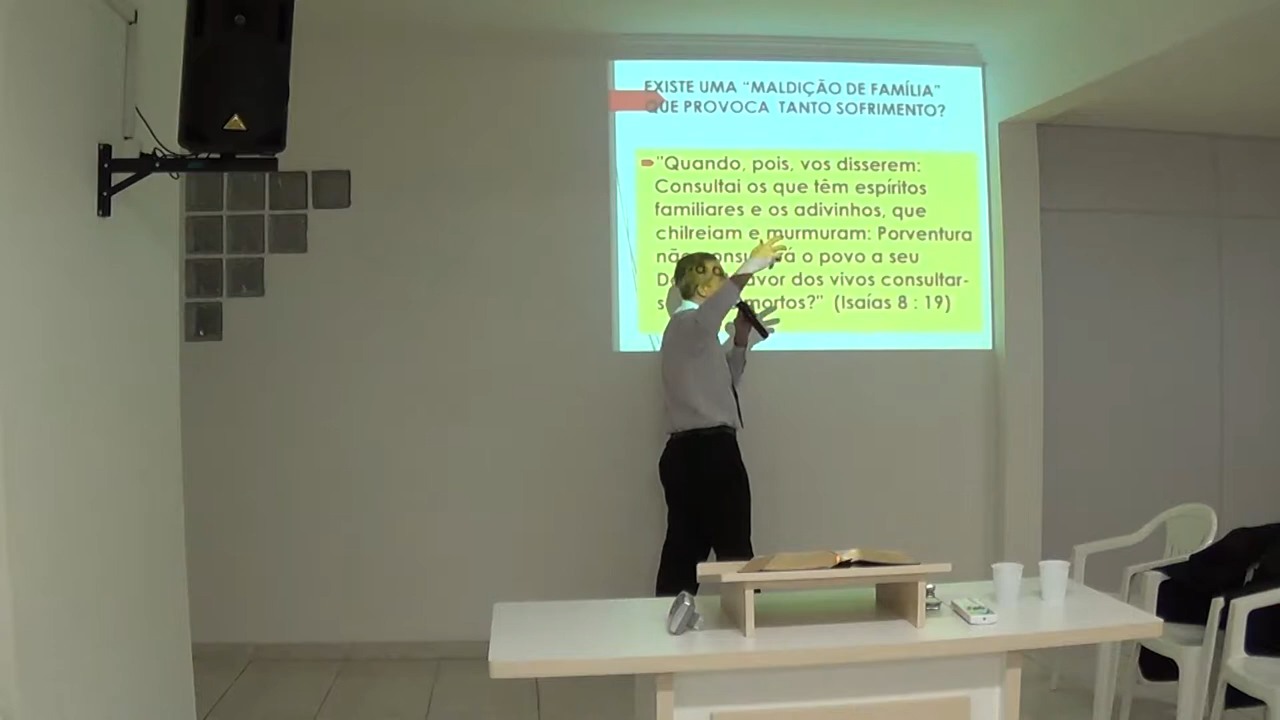 EXISTE UMA “MALDIÇÃO DE FAMÍLIA”
QUE PROVOCA TANTO SOFRIMENTO?
"Quando, pois, vos disserem:
Consultai os que têm espíritos
familiares e os adivinhos, que
chilreiam e murmuram: Porventura
o povo a seu
dos vivos consultar-
mortos?" (Isaías 8 : 19)